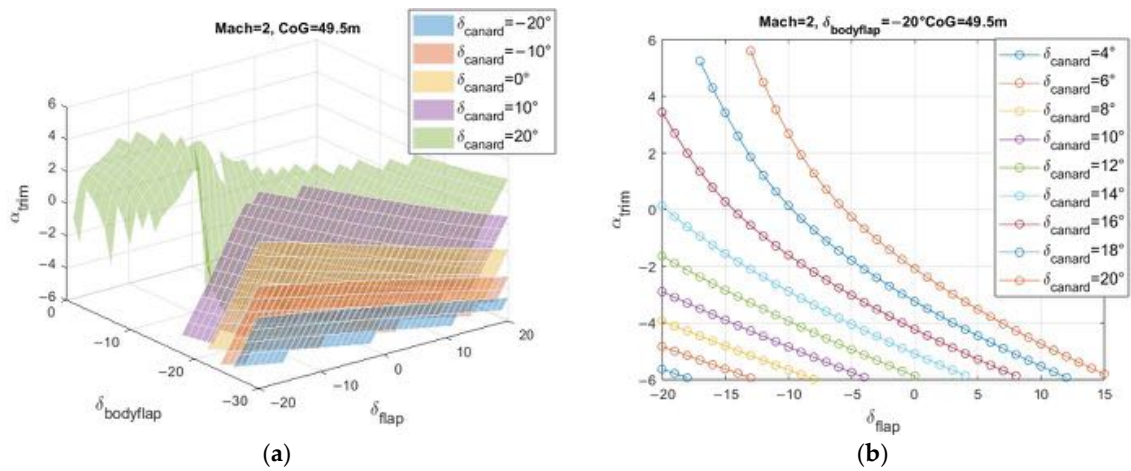 Mach=2, CoG=49.5m
δcanard=−20°
δcanard=−10°
δcanard=0°
δcanard=10°
δcanard=20°
6
4
2
0
−2
−4
−6
αtrim
0
−10
−20
−30
δbodyflap
−20
−10
0
10
20
δflap
(a)
Mach=2, δbodyflap=−20°CoG=49.5m
δcanard=4°
δcanard=6°
δcanard=8°
δcanard=10°
δcanard=12°
δcanard=14°
δcanard=16°
δcanard=18°
δcanard=20°
6
4
2
0
−2
−4
−6
αtrim
−20
−15
−10
−5
0
5
10
15
δflap
(b)